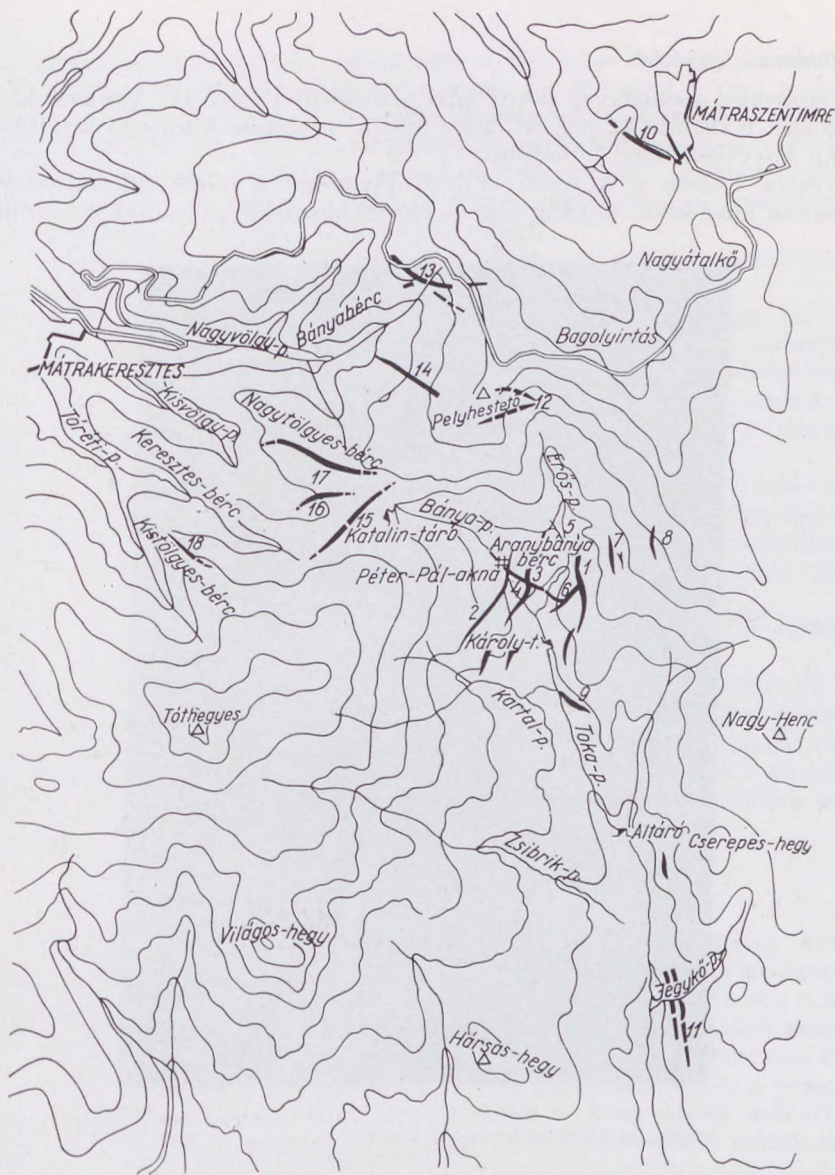 MÁTRASZENTIMRE
10
Nagyátalkő
13
Bányabérc
Nagyvölgy-p.
Bagolyirtás
14
MÁTRAKERESZTES
Kisvölgy-p.
Nagytölgyes-bérc
Pelyhestető
12
Tóréti-p.
Keresztes-bérc
17
16
15
Katalin-táró
Bánya-p.
Erős-p.
5
7
8
18
Kistölgyes-bérc
Aranybánya
bérc
1
Péter-Pál-akna
3
4
6
2
Károly-t.
9
Tóthegyes
Kartal-p.
Toka-p.
Nagy-Henc
Altáró
Cserepes-hegy
Zsibrik-p.
Világos-hegy
Jegykő-p.
11
Hársas-hegy